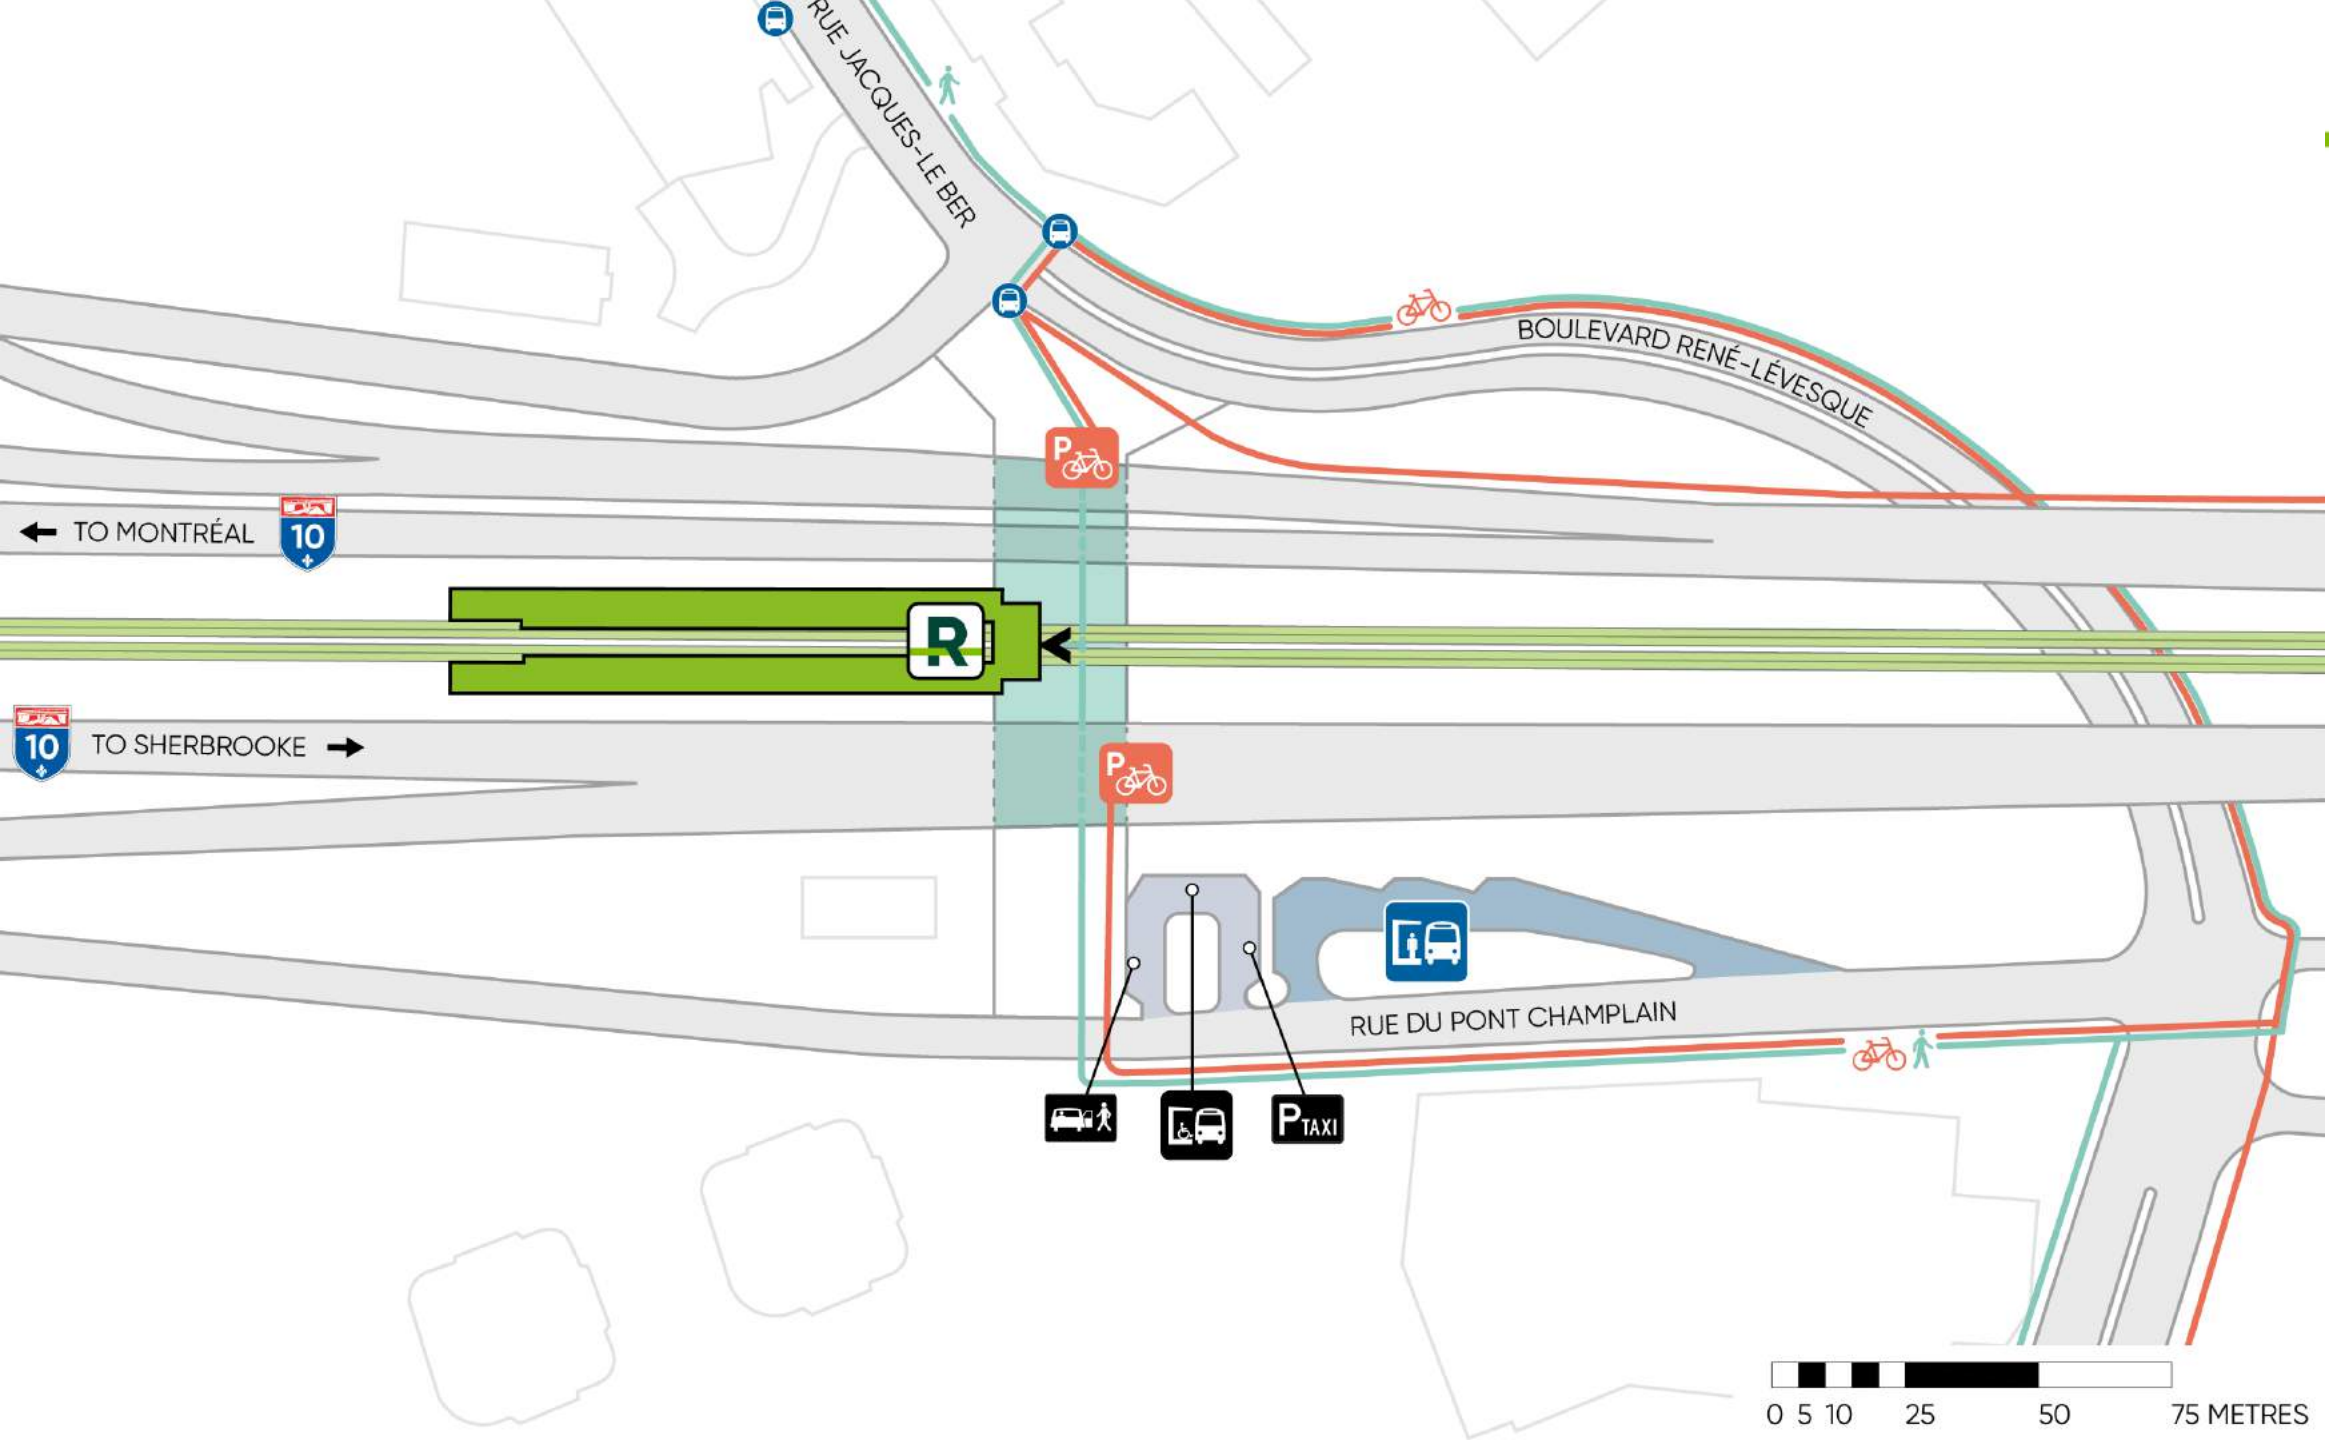 RUE JACQUES-LE BER
BOULEVARD RENÉ-LÉVESQUE
P
TO MONTRÉAL
10
R
10
TO SHERBROOKE
P
RUE DU PONT CHAMPLAIN
P TAXI
0 5 10 25 50 75 METRES